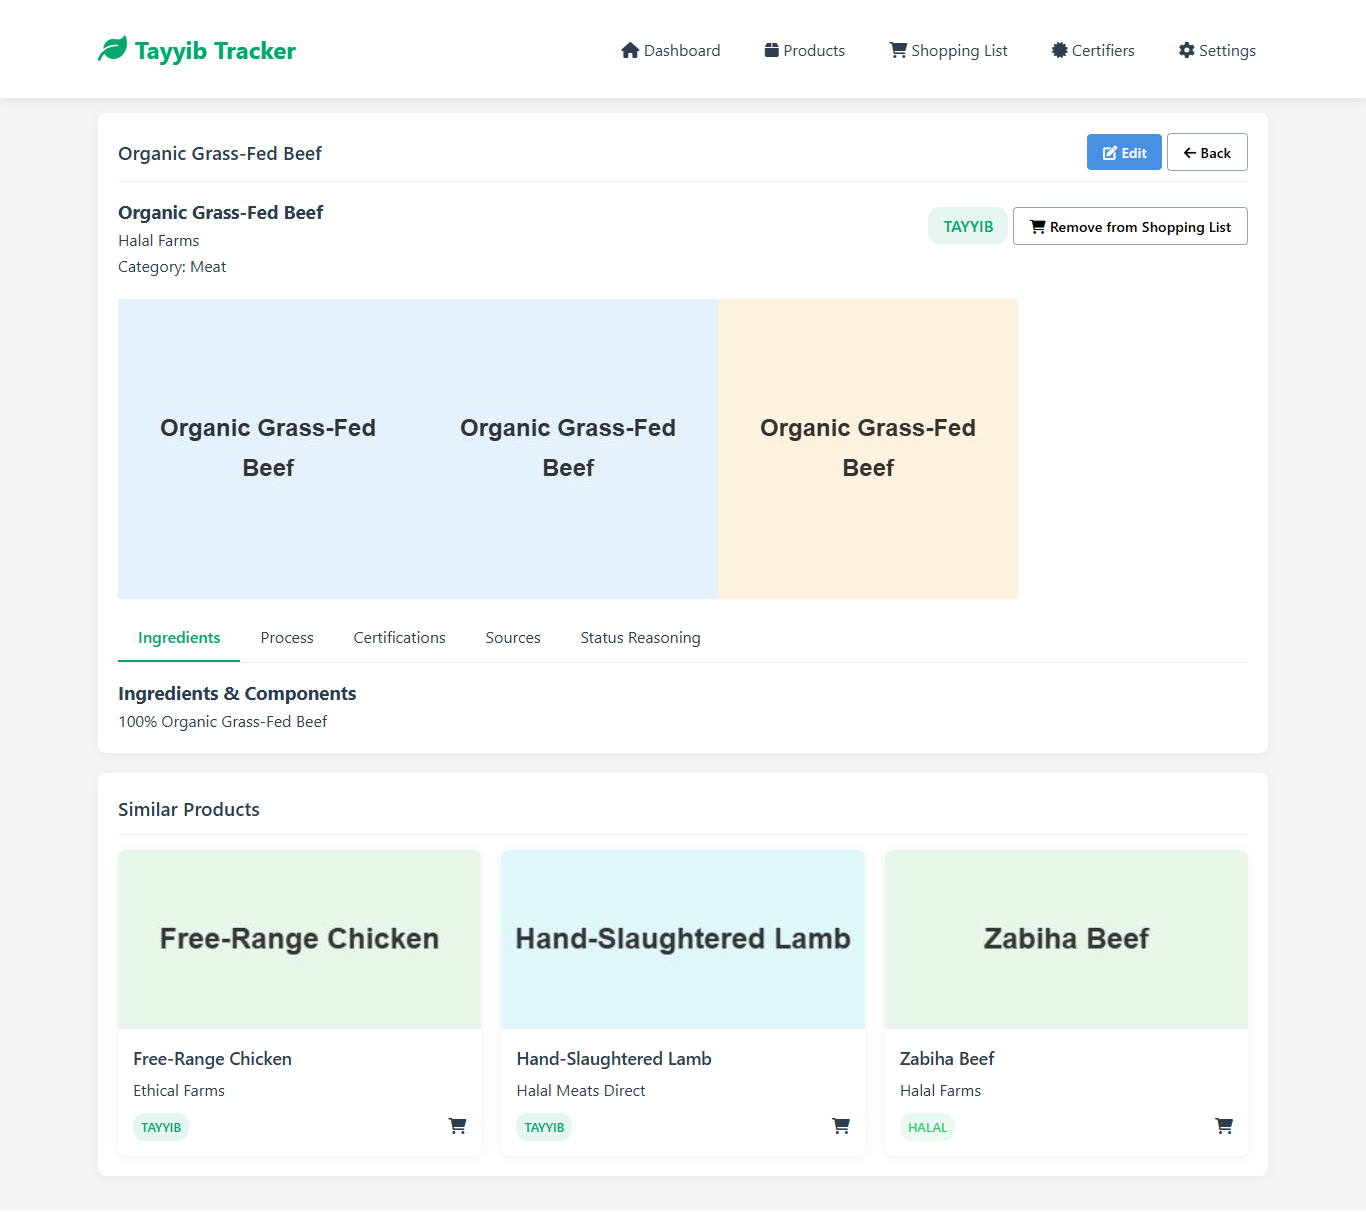 Tayyib Tracker
Dashboard
Products
Shopping List
Certifiers
Settings
Organic Grass-Fed Beef
Edit
Back
Organic Grass-Fed Beef
TAYYIB
Remove from Shopping List
Halal Farms
Category: Meat
Organic Grass-Fed
Beef
Organic Grass-Fed
Beef
Organic Grass-Fed
Beef
Ingredients
Process
Certifications
Sources
Status Reasoning
Ingredients & Components
100% Organic Grass-Fed Beef
Similar Products
Free-Range Chicken
Free-Range Chicken
Ethical Farms
TAYYIB
Hand-Slaughtered Lamb
Hand-Slaughtered Lamb
Halal Meats Direct
TAYYIB
Zabiha Beef
Zabiha Beef
Halal Farms
HALAL